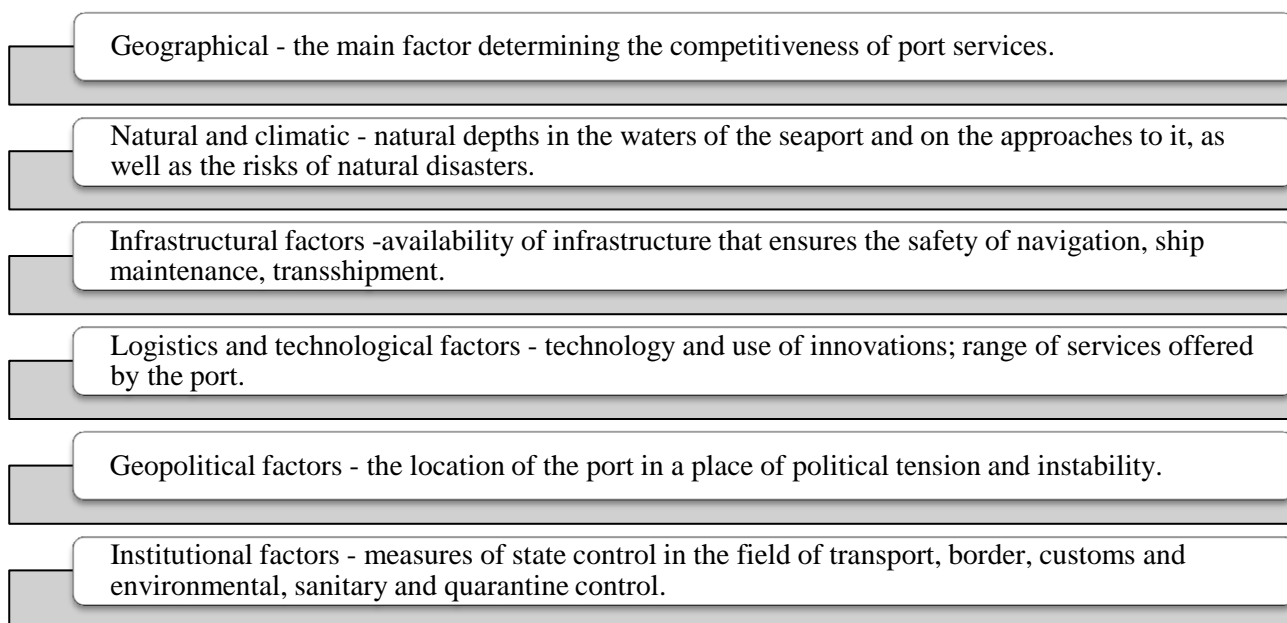 Geographical - the main factor determining the competitiveness of port services.
Natural and climatic - natural depths in the waters of the seaport and on the approaches to it, as
well as the risks of natural disasters.
Infrastructural factors -availability of infrastructure that ensures the safety of navigation, ship
maintenance, transshipment.
Logistics and technological factors - technology and use of innovations; range of services offered
by the port.
Geopolitical factors - the location of the port in a place of political tension and instability.
Institutional factors - measures of state control in the field of transport, border, customs and
environmental, sanitary and quarantine control.